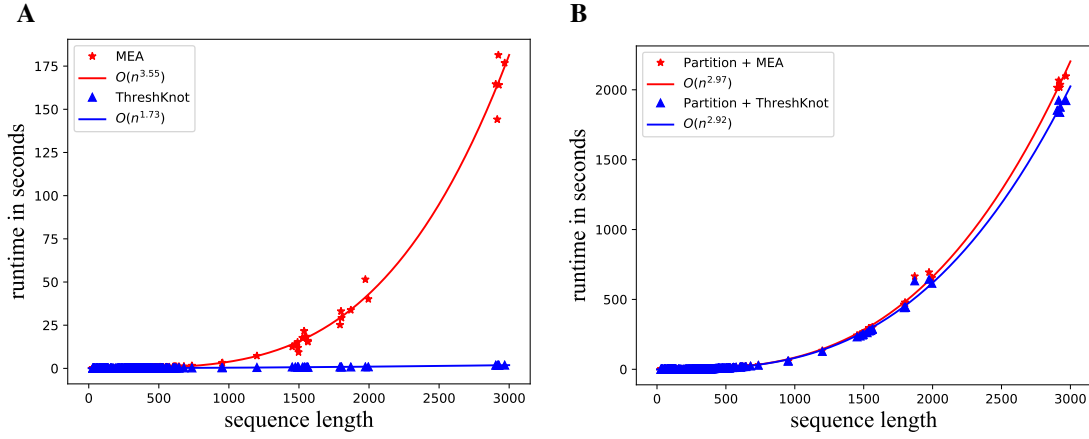 A
runtime in seconds
175
150
125
100
75
50
25
0
MEA
O(n^3.55)
ThreshKnot
O(n^1.73)
0 500 1000 1500 2000 2500 3000
sequence length
B
runtime in seconds
2000
1500
1000
500
0
Partition + MEA
O(n^2.97)
Partition + ThreshKnot
O(n^2.92)
0 500 1000 1500 2000 2500 3000
sequence length